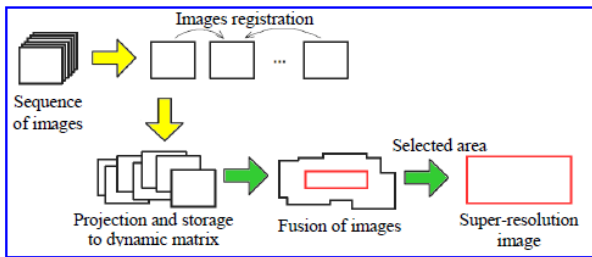 Images registration
...
Sequence
of images
Selected area
Projection and storage
to dynamic matrix
Fusion of images
Super-resolution
image